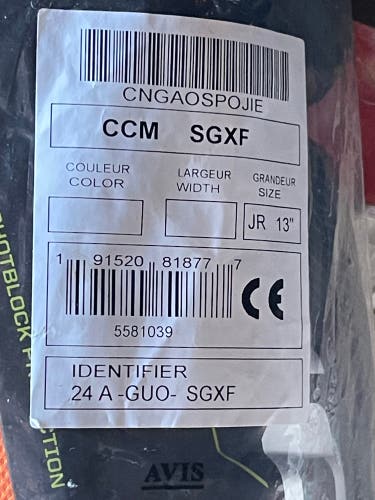 CNGAOSPOJIE
CCM SGXF
COULEUR
COLOR
LARGEUR
WIDTH
GRANDEUR
SIZE
JR 13"
1 91520 81877 7
5581039
CE
IDENTIFIER
24 A -GUO- SGXF
AVIS